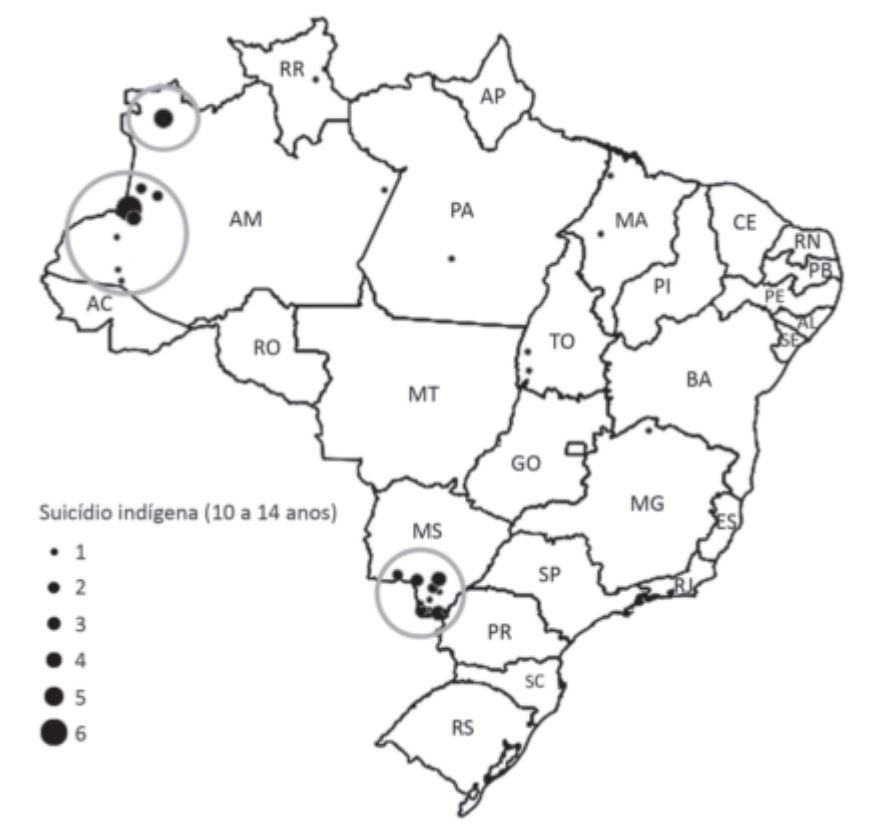 RR
AP
AM
PA
MA
CE
RN
PB
PI
PE
AC
AL
SE
RO
TO
BA
MT
GO
MG
Suicídio indígena (10 a 14 anos)
MS
ES
1
SP
RJ
2
3
PR
4
SC
5
RS
6